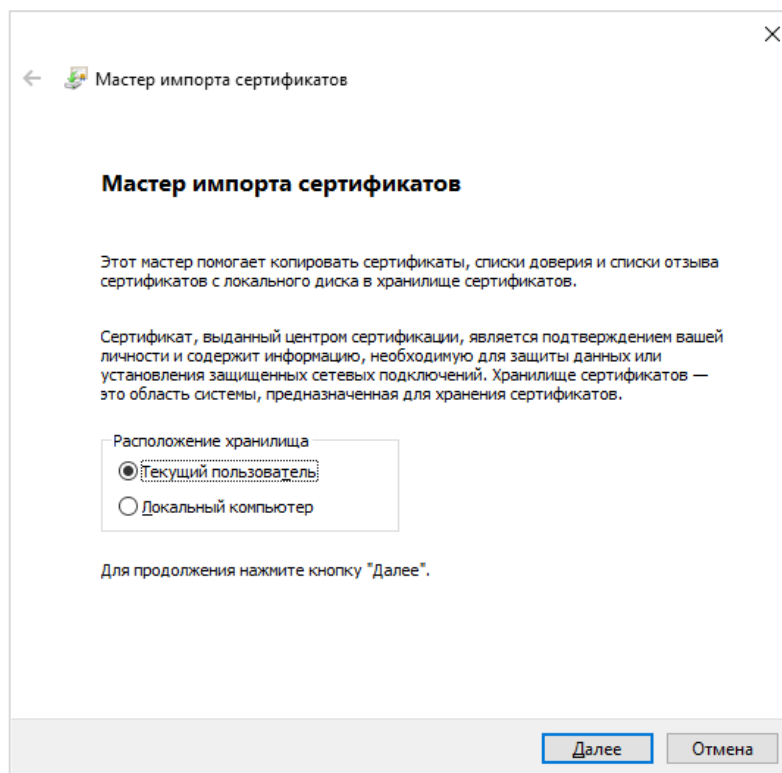 Мастер импорта сертификатов
Мастер импорта сертификатов
Этот мастер помогает копировать сертификаты, списки доверия и списки отзыва
сертификатов с локального диска в хранилище сертификатов.
Сертификат, выданный центром сертификации, является подтверждением вашей
личности и содержит информацию, необходимую для защиты данных или
установления защищенных сетевых подключений. Хранилище сертификатов —
это область системы, предназначенная для хранения сертификатов.
Расположение хранилища
Текущий пользователь
Локальный компьютер
Для продолжения нажмите кнопку "Далее".
Далее
Отмена